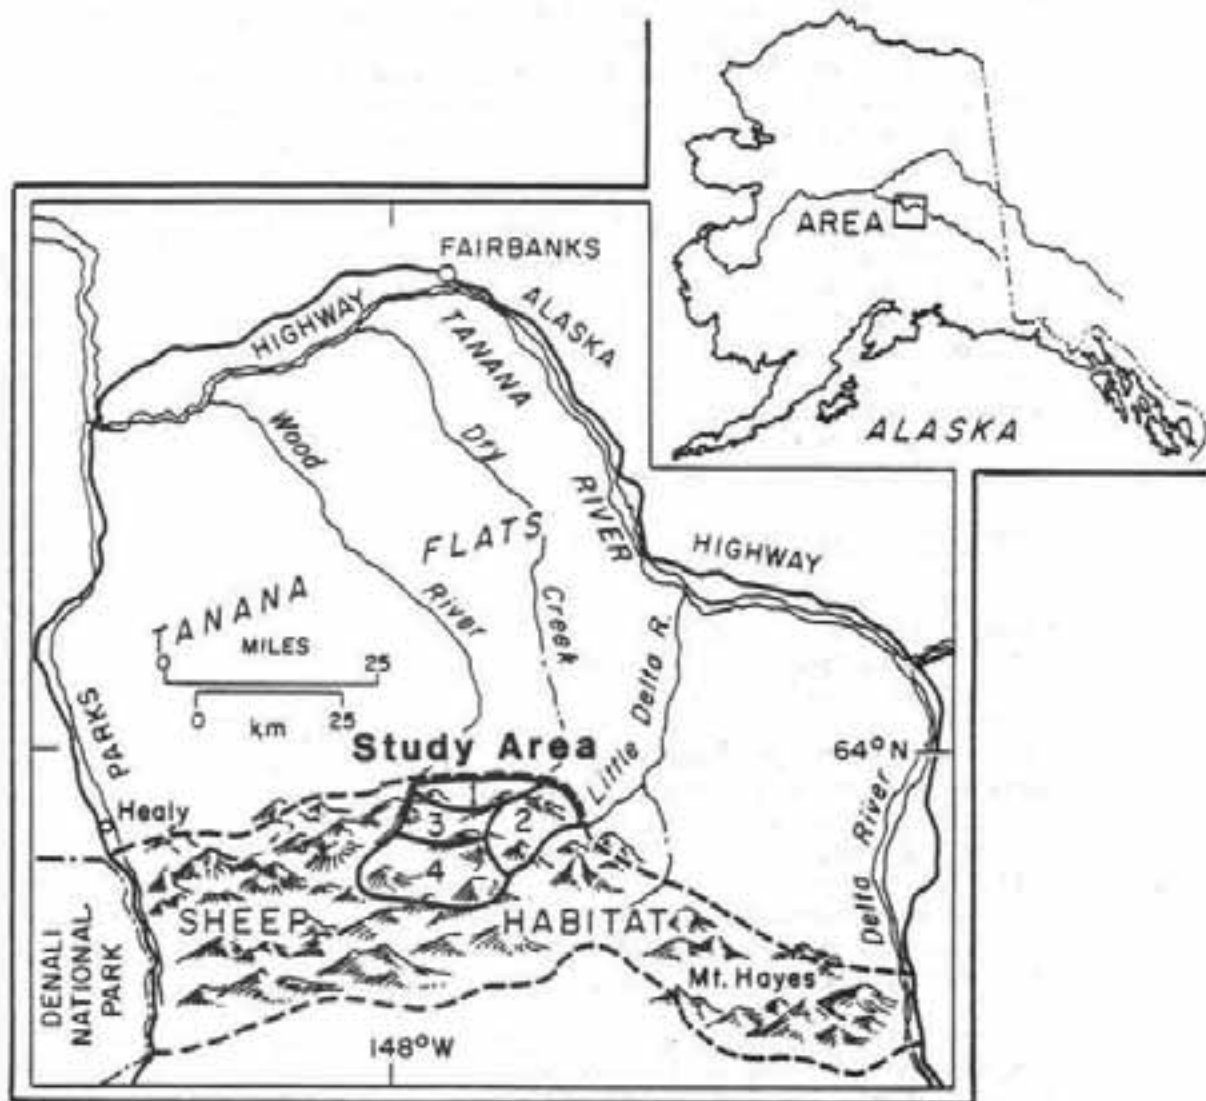 AREA
ALASKA
FAIRBANKS
ALASKA
HIGHWAY
TANANA
RIVER
Wood
River
Dry
Creek
FLATS
HIGHWAY
TANANA
MILES
0 25
0 25
km
Little Delta R.
PARKS
Study Area
64°N
Healy
1
3 2
4
Delta River
SHEEP HABITAT
DENALI
NATIONAL
PARK
Mt. Hayes
148°W